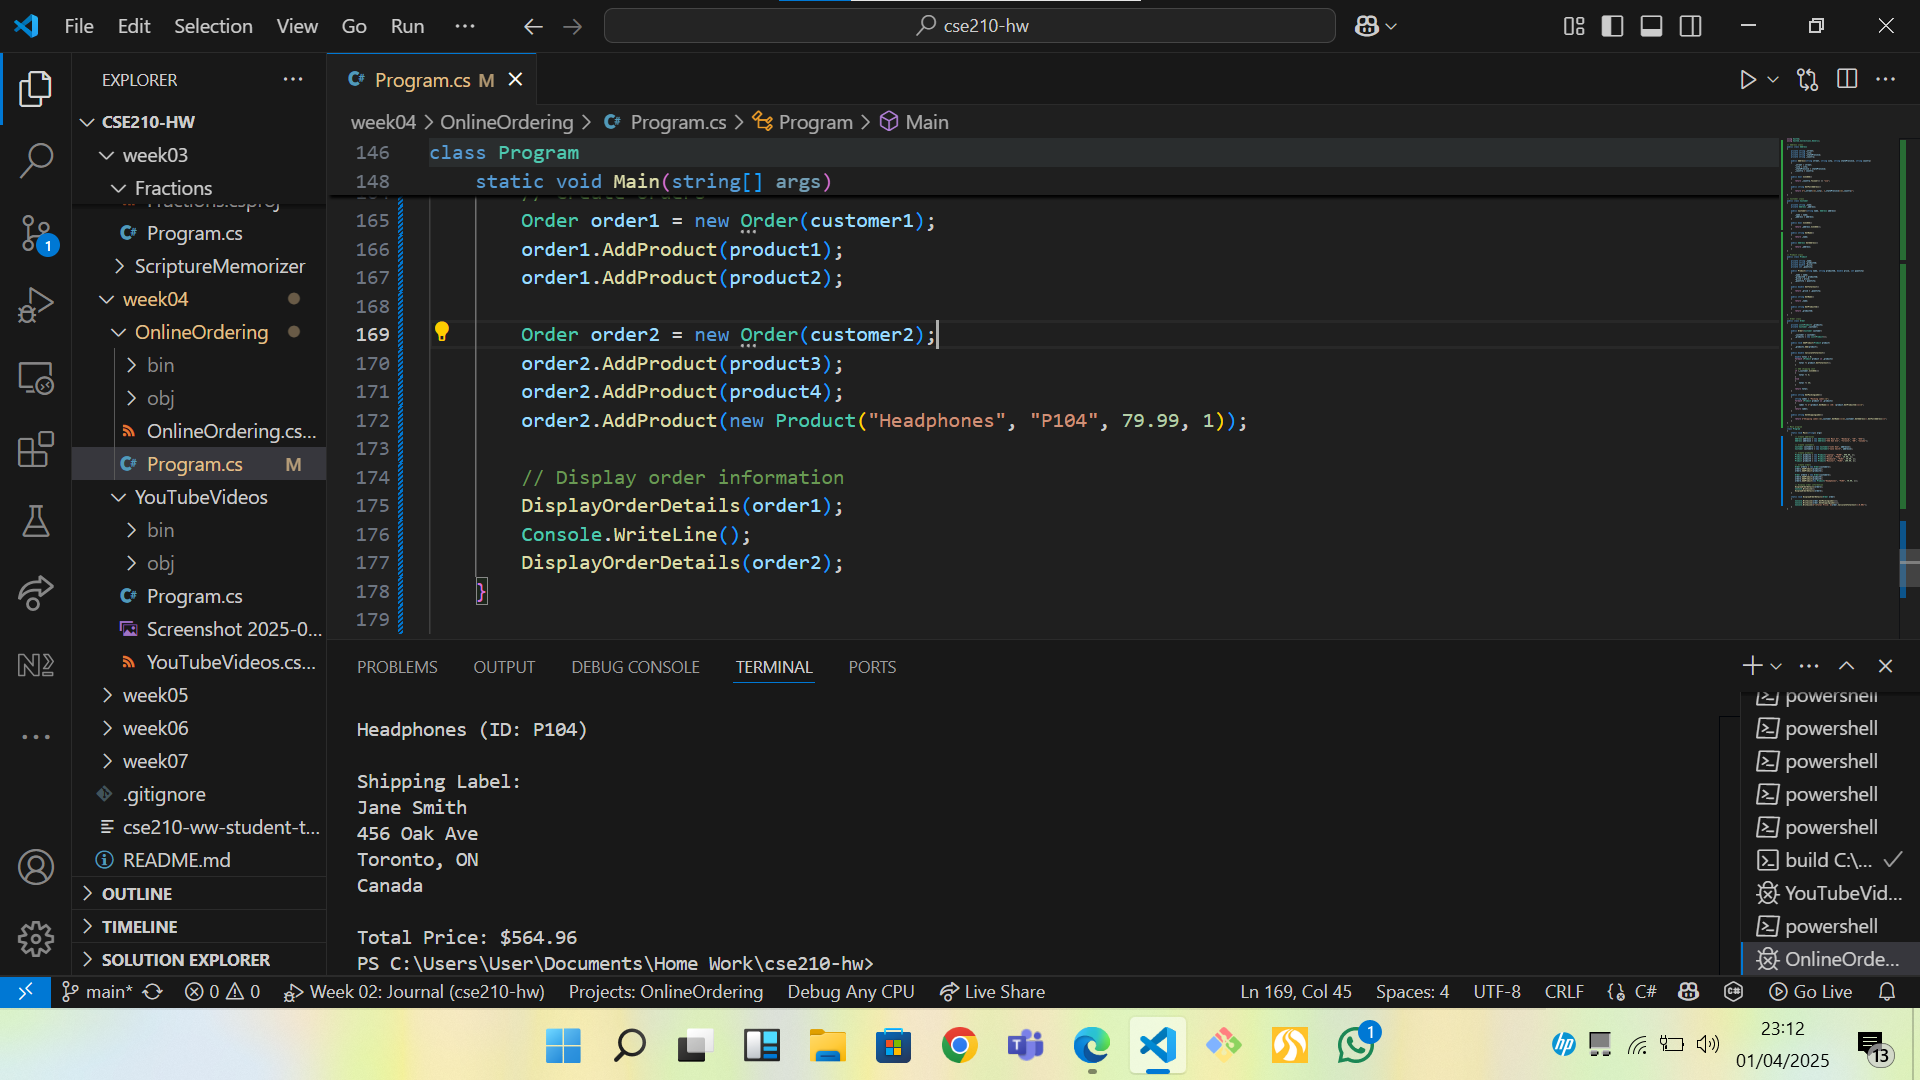 File Edit Selection View Go Run
cse210-hw
EXPLORER
CSE210-HW
week03
Fractions
Fractions.csproj
Program.cs
ScriptureMemorizer
week04
OnlineOrdering
bin
obj
OnlineOrdering.cs...
Program.cs M
YouTubeVideos
bin
obj
Program.cs
Screenshot 2025-0...
YouTubeVideos.cs...
week05
week06
week07
.gitignore
cse210-ww-student-t...
README.md
OUTLINE
TIMELINE
SOLUTION EXPLORER
1
Program.cs M
week04 > OnlineOrdering > Program.cs > Program > Main
146 class Program
148 static void Main(string[] args)
165 Order order1 = new Order(customer1);
166 order1.AddProduct(product1);
167 order1.AddProduct(product2);
168
169 Order order2 = new Order(customer2);
170 order2.AddProduct(product3);
171 order2.AddProduct(product4);
172 order2.AddProduct(new Product("Headphones", "P104", 79.99, 1));
173
174 // Display order information
175 DisplayOrderDetails(order1);
176 Console.WriteLine();
177 DisplayOrderDetails(order2);
178 }
179
PROBLEMS OUTPUT DEBUG CONSOLE TERMINAL PORTS
Headphones (ID: P104)
Shipping Label:
Jane Smith
456 Oak Ave
Toronto, ON
Canada
Total Price: $564.96
PS C:\Users\User\Documents\Home Work\cse210-hw>
powershell
powershell
powershell
powershell
powershell
build C:\...
YouTubeVid...
powershell
OnlineOrde...
main* 0 0 Week 02: Journal (cse210-hw) Projects: OnlineOrdering Debug Any CPU Live Share Ln 169, Col 45 Spaces: 4 UTF-8 CRLF C# Go Live
1
23:12
01/04/2025
13